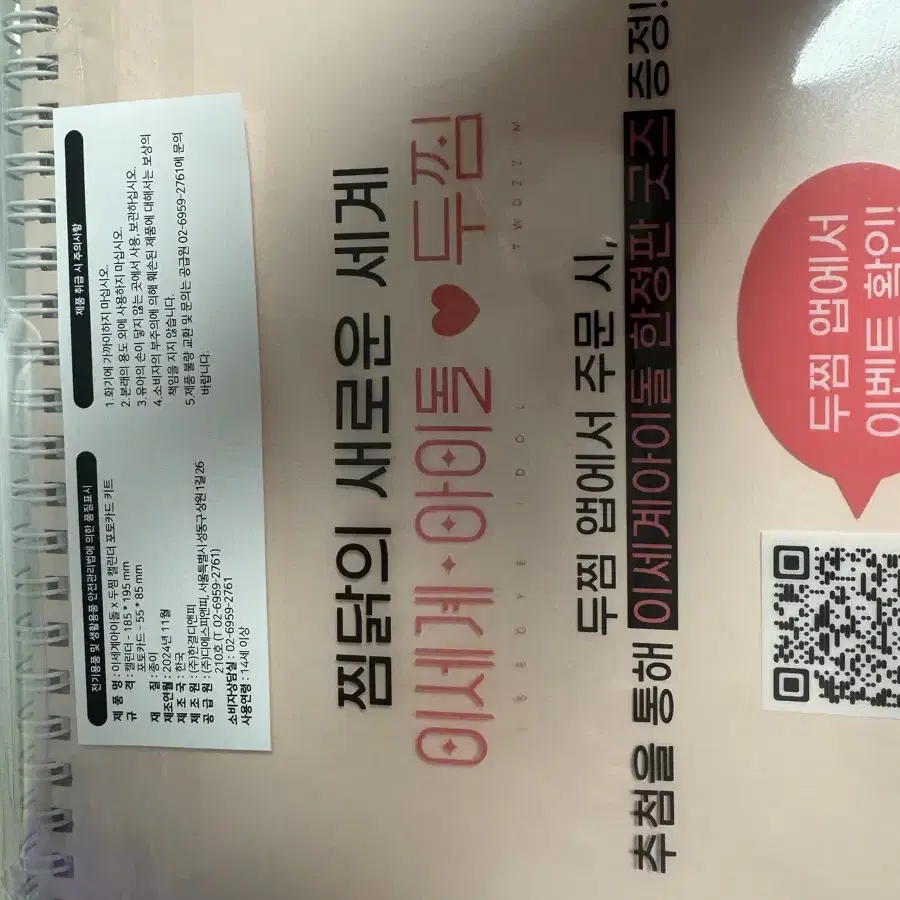 전기용품 및 생활용품 안전관리법에 의한 품질표시
제 품 명 : 이세계아이돌 x 두찜 캘린더 포토카드 키트
규 격 : 캘린더 - 185 * 195 mm
포토카드 - 55 * 85 mm
재 질 : 종이
제조연월 : 2024년 11월
제 조 국 : 한국
제 조 원 : (주)한결디앤피
공 급 원 : (주)디에스피앤피, 서울특별시 성동구 상원1길26
210호 (T 02-6959-2761)
소비자상담실 : 02-6959-2761
사용연령 : 14세 이상
제품 취급 시 주의사항
1. 화기에 가까이하지 마십시오.
2. 본래의 용도 외에 사용하지 마십시오.
3. 유아의 손이 닿지 않는 곳에서 사용, 보관하십시오.
4. 소비자의 부주의에 의해 훼손된 제품에 대해서는 보상의
책임을 지지 않습니다.
5. 제품 불량 교환 및 문의는 공급원 02-6959-2761에 문의
바랍니다.
찜닭의 새로운 세계
이세계아이돌 ♥ 두찜
ISEGYE IDOL TWOZZIM
두찜 앱에서 주문 시,
추첨을 통해 이세계아이돌 한정판 굿즈 증정!
두찜 앱에서
이벤트 확인!